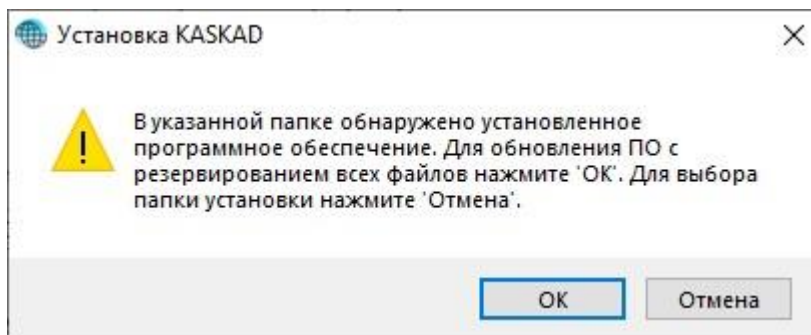 Установка KASKAD
В указанной папке обнаружено установленное
программное обеспечение. Для обновления ПО с
резервированием всех файлов нажмите 'ОК'. Для выбора
папки установки нажмите 'Отмена'.
ОК
Отмена